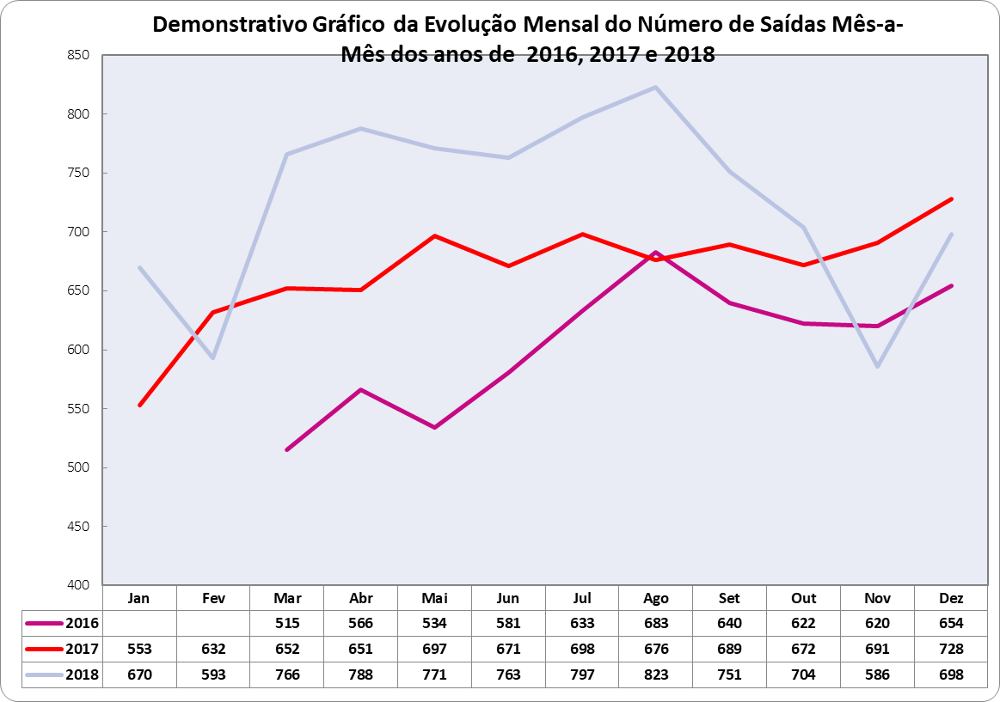 Demonstrativo Gráfico da Evolução Mensal do Número de Saídas Mês-a-
Mês dos anos de 2016, 2017 e 2018
850
800
750
700
650
600
550
500
450
400
Jan Fev Mar Abr Mai Jun Jul Ago Set Out Nov Dez
2016 515 566 534 581 633 683 640 622 620 654
2017 553 632 652 651 697 671 698 676 689 672 691 728
2018 670 593 766 788 771 763 797 823 751 704 586 698